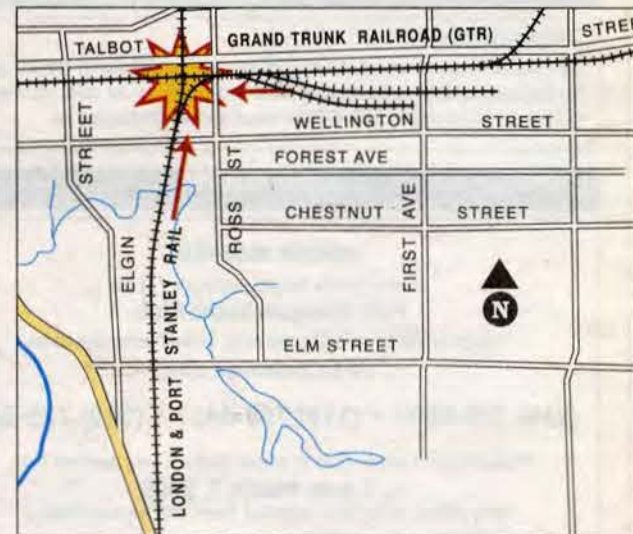 TALBOT
GRAND TRUNK RAILROAD (GTR)
STREE
WELLINGTON STREET
FOREST AVE
CHESTNUT STREET
STREET
ELGIN
ROSS ST
FIRST AVE
LONDON & PORT STANLEY RAIL
ELM STREET
N